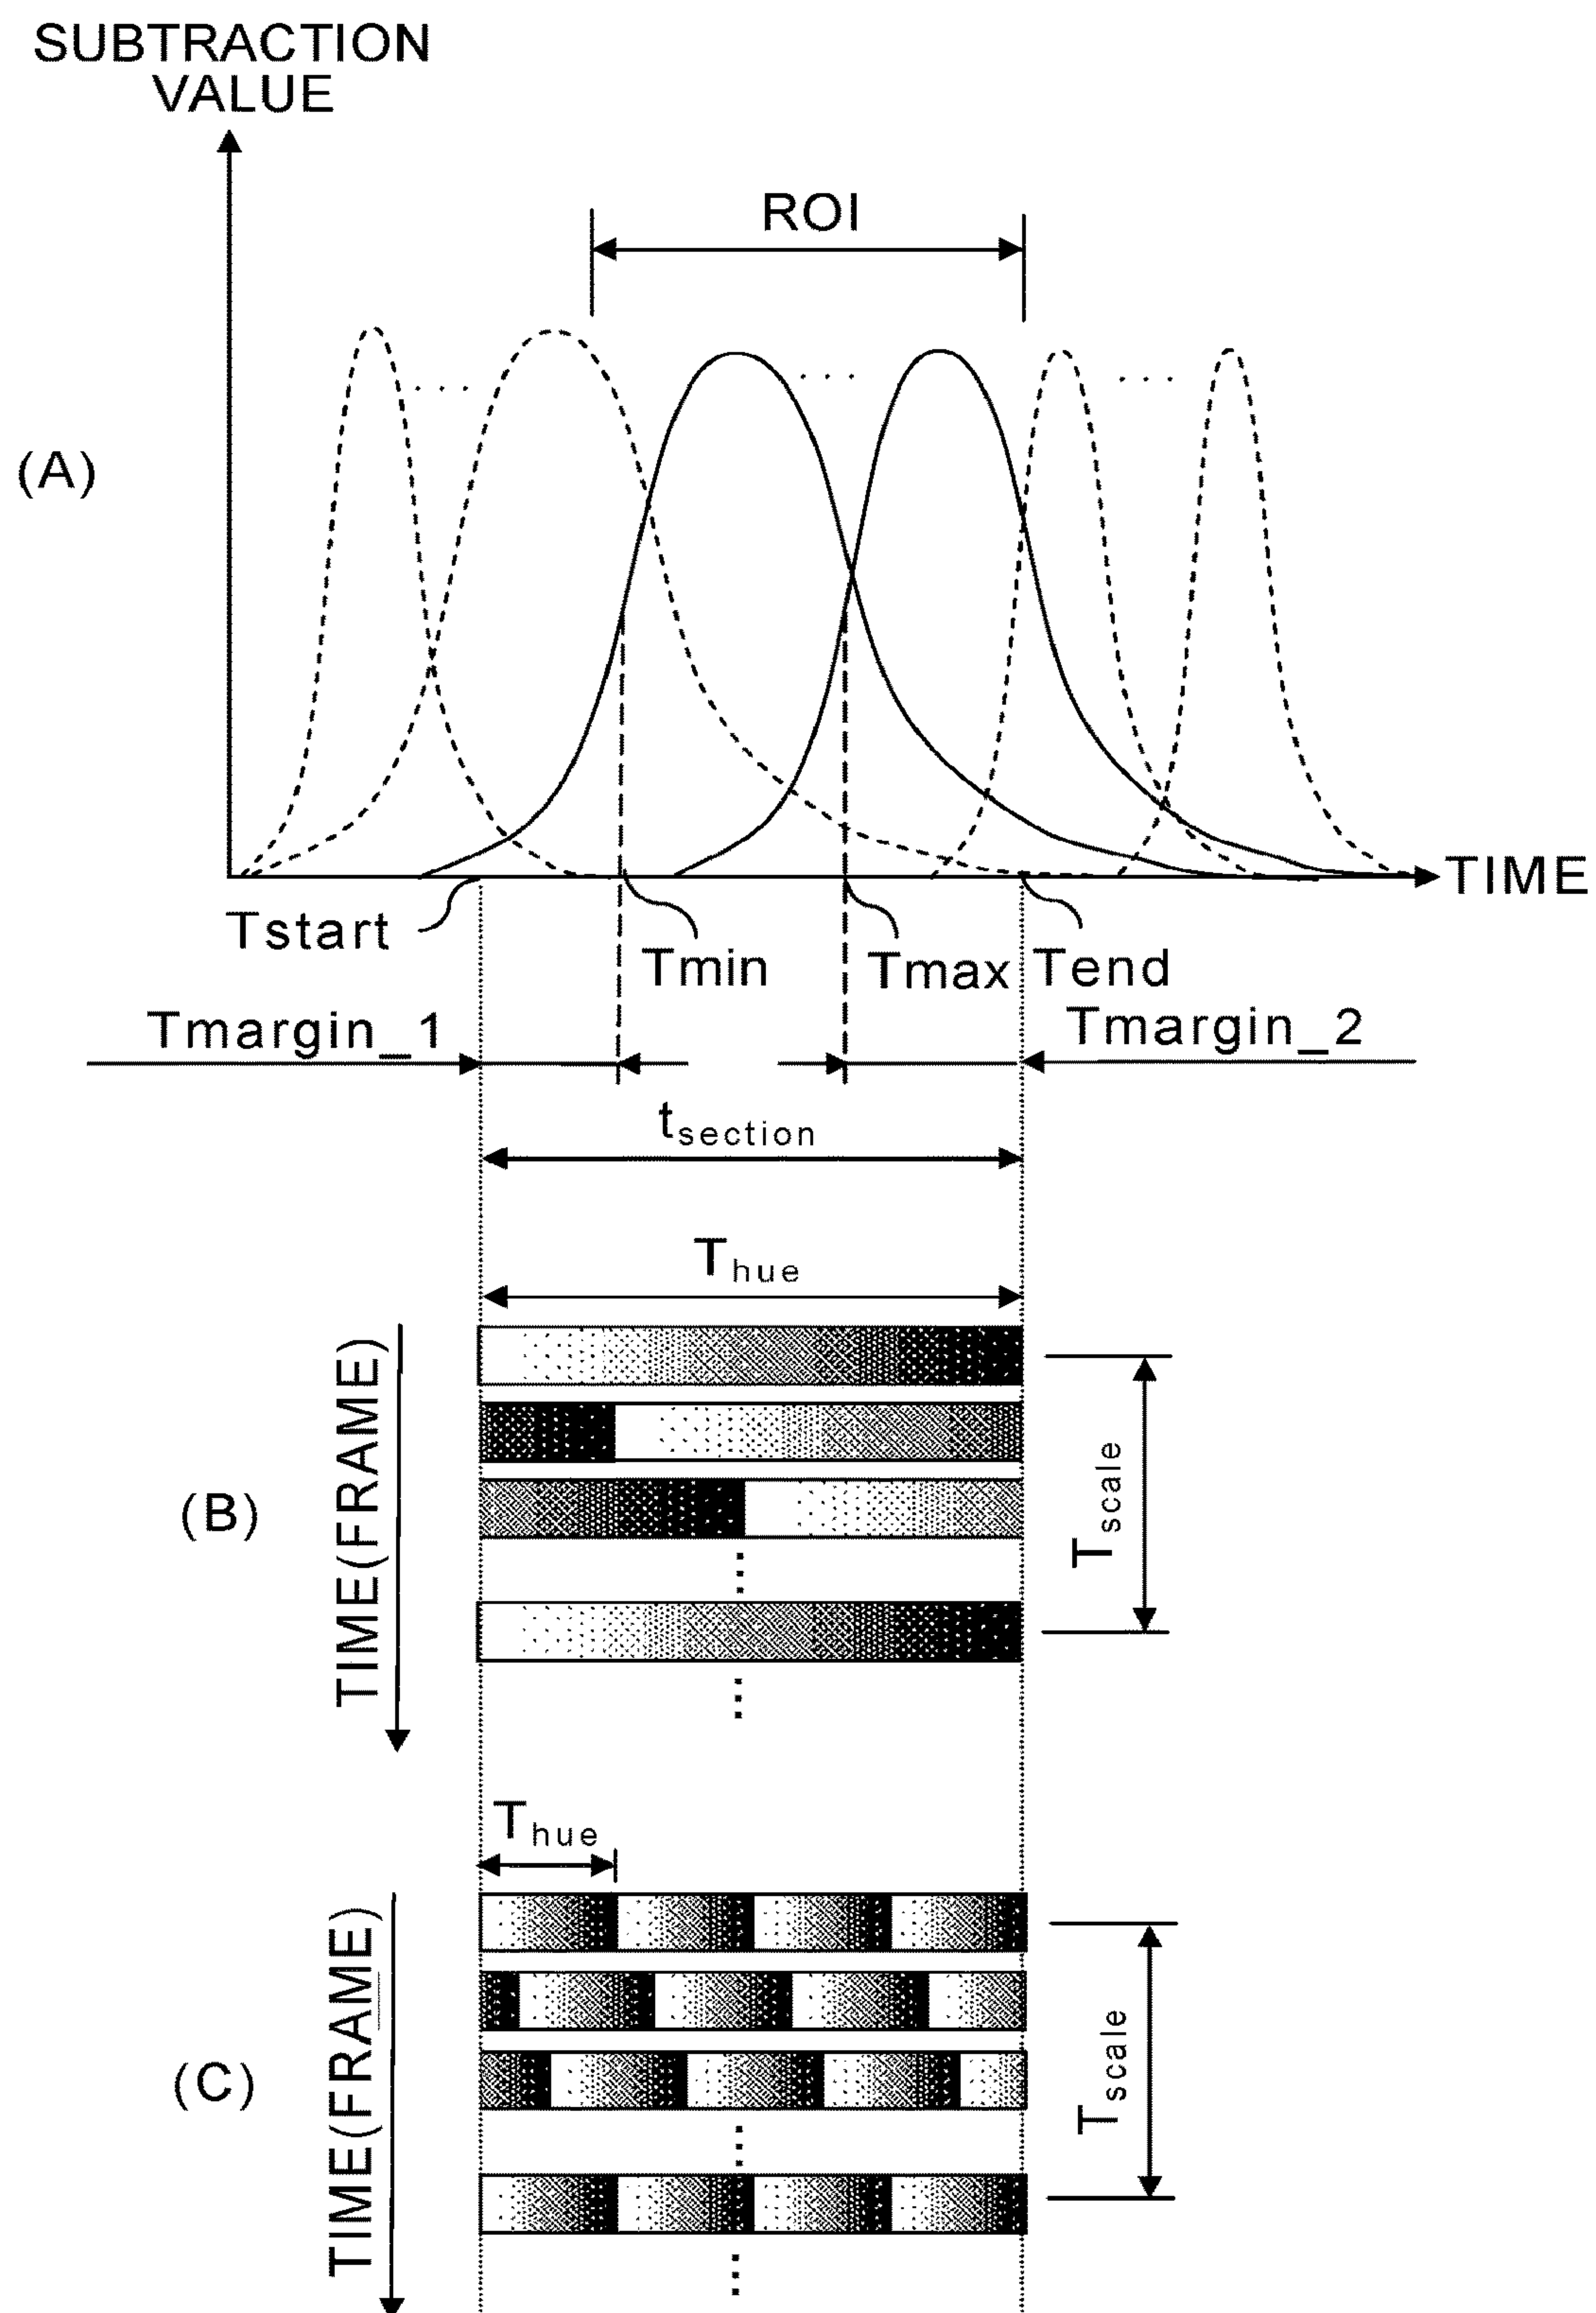 SUBTRACTION
VALUE
ROI
(A)
TIME
Tstart
Tmin
Tmax
Tend
Tmargin_1
Tmargin_2
tsection
Thue
TIME(FRAME)
(B)
Tscale
Thue
TIME(FRAME)
(C)
Tscale